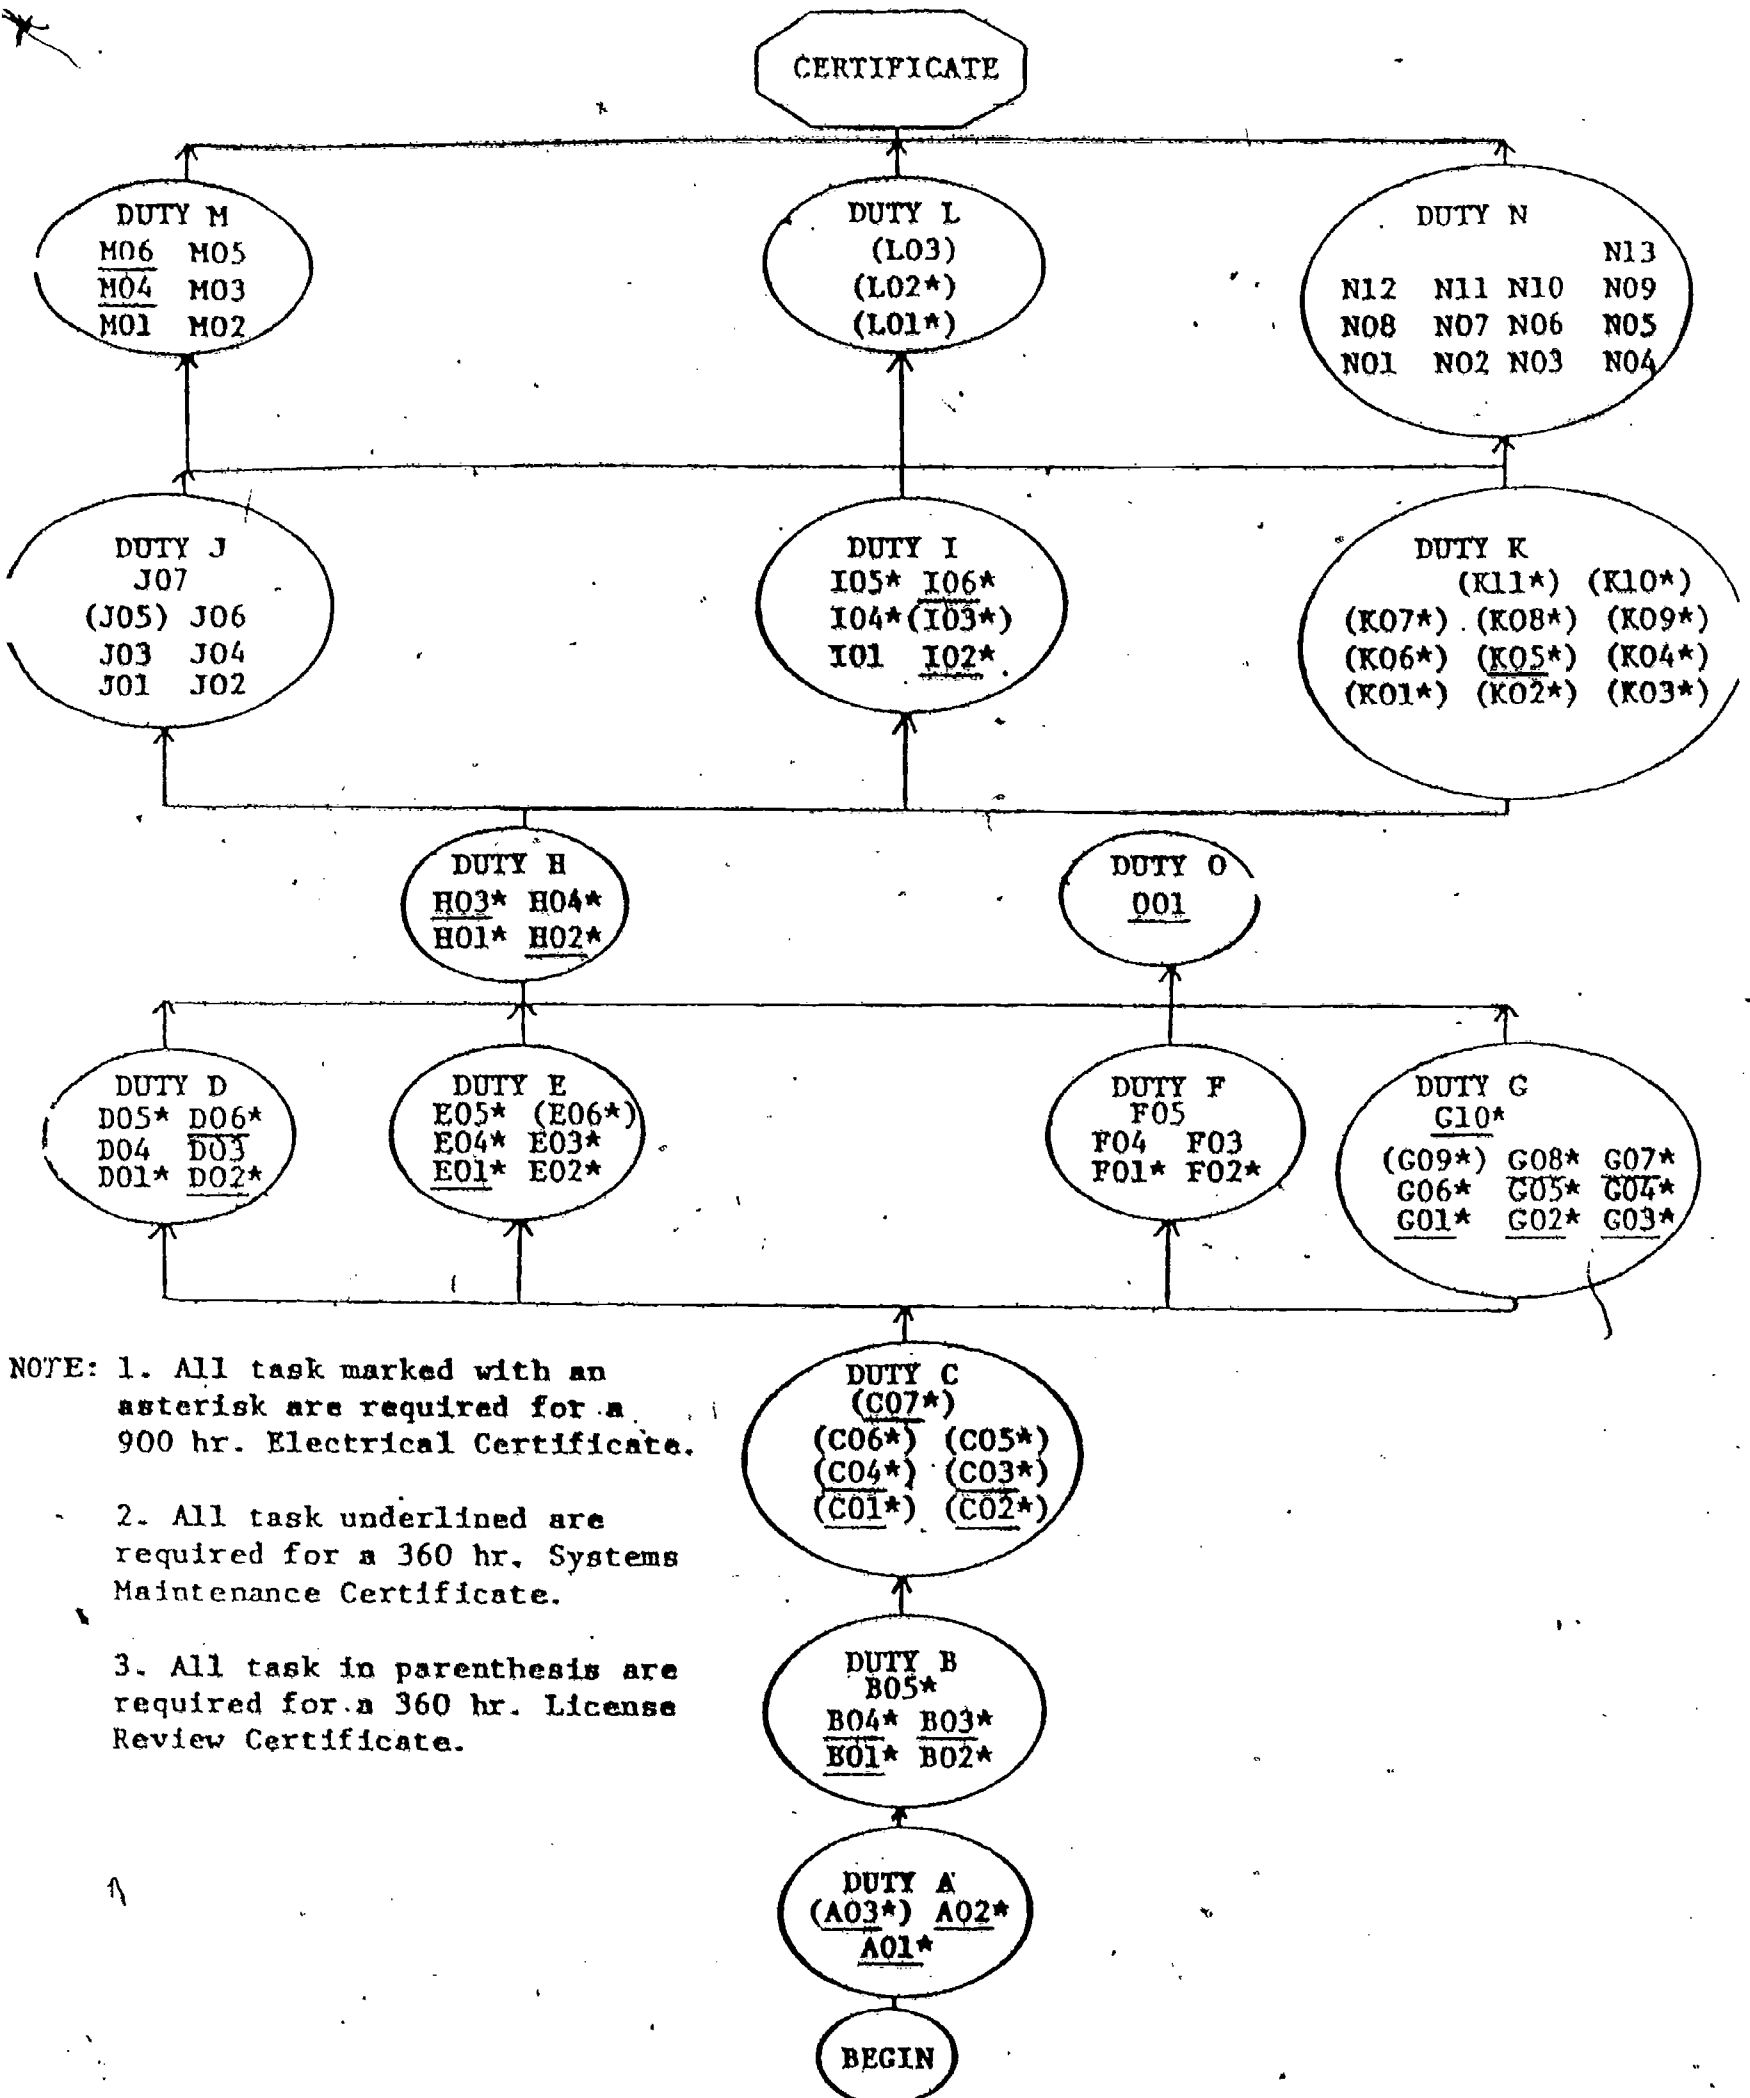 CERTIFICATE
DUTY M
M06 M05
M04 M03
M01 M02
DUTY L
(L03)
(L02*)
(L01*)
DUTY N
N13
N12 N11 N10 N09
N08 N07 N06 N05
N01 N02 N03 N04
DUTY J
J07
(J05) J06
J03 J04
J01 J02
DUTY I
I05* I06*
I04*(I03*)
I01 I02*
DUTY K
(K11*) (K10*)
(K07*) (K08*) (K09*)
(K06*) (K05*) (K04*)
(K01*) (K02*) (K03*)
DUTY H
H03* H04*
H01* H02*
DUTY O
O01
DUTY D
D05* D06*
D04 D03
D01* D02*
DUTY E
E05* (E06*)
E04* E03*
E01* E02*
DUTY F
F05
F04 F03
F01* F02*
DUTY G
G10*
(G09*) G08* G07*
G06* G05* G04*
G01* G02* G03*
NOTE: 1. All task marked with an
asterisk are required for a
900 hr. Electrical Certificate.
2. All task underlined are
required for a 360 hr. Systems
Maintenance Certificate.
3. All task in parenthesis are
required for a 360 hr. License
Review Certificate.
DUTY C
(C07*)
(C06*) (C05*)
(C04*) (C03*)
(C01*) (C02*)
DUTY B
B05*
B04* B03*
B01* B02*
DUTY A
(A03*) A02*
A01*
BEGIN